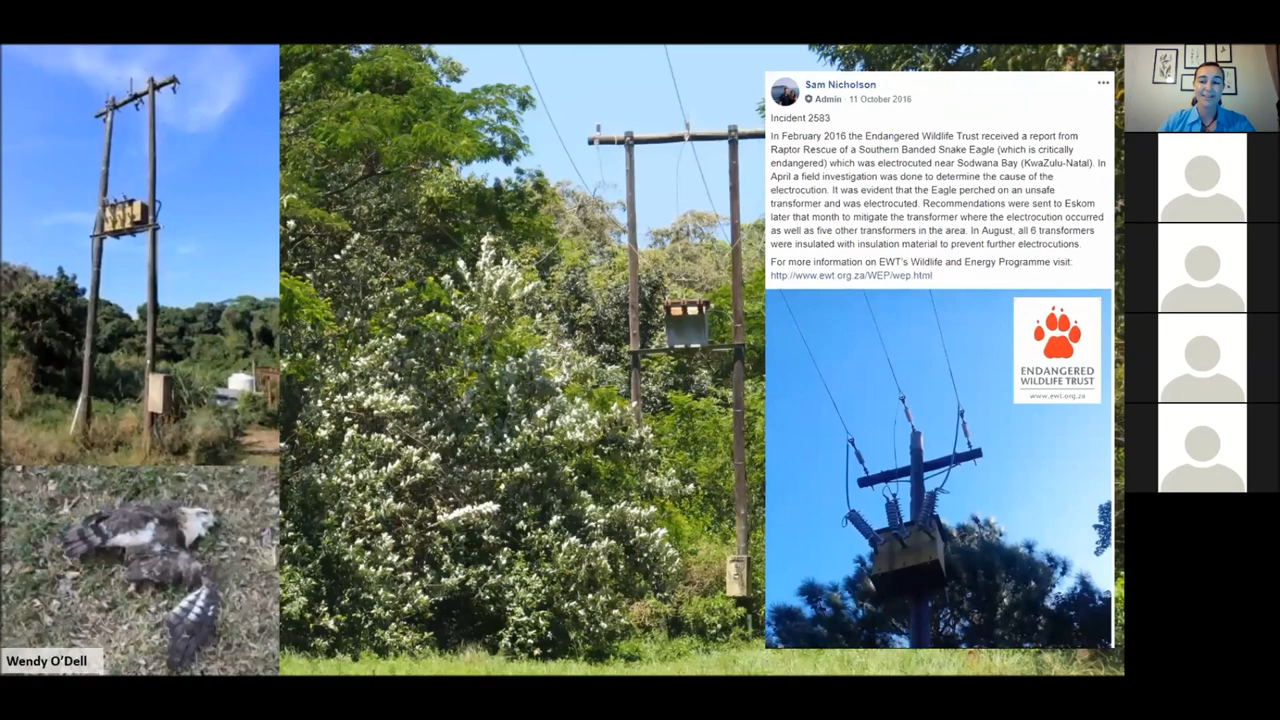 Sam Nicholson
Admin · 11 October 2016
Incident 2583
In February 2016 the Endangered Wildlife Trust received a report from
Raptor Rescue of a Southern Banded Snake Eagle (which is critically
endangered) which was electrocuted near Sodwana Bay (KwaZulu-Natal). In
April a field investigation was done to determine the cause of the
electrocution. It was evident that the Eagle perched on an unsafe
transformer and was electrocuted. Recommendations were sent to Eskom
later that month to mitigate the transformer where the electrocution occurred
as well as five other transformers in the area. In August, all 6 transformers
were insulated with insulation material to prevent further electrocutions.
For more information on EWT's Wildlife and Energy Programme visit:
http://www.ewt.org.za/WEP/wep.html
ENDANGERED
WILDLIFE TRUST
www.ewt.org.za
Wendy O'Dell